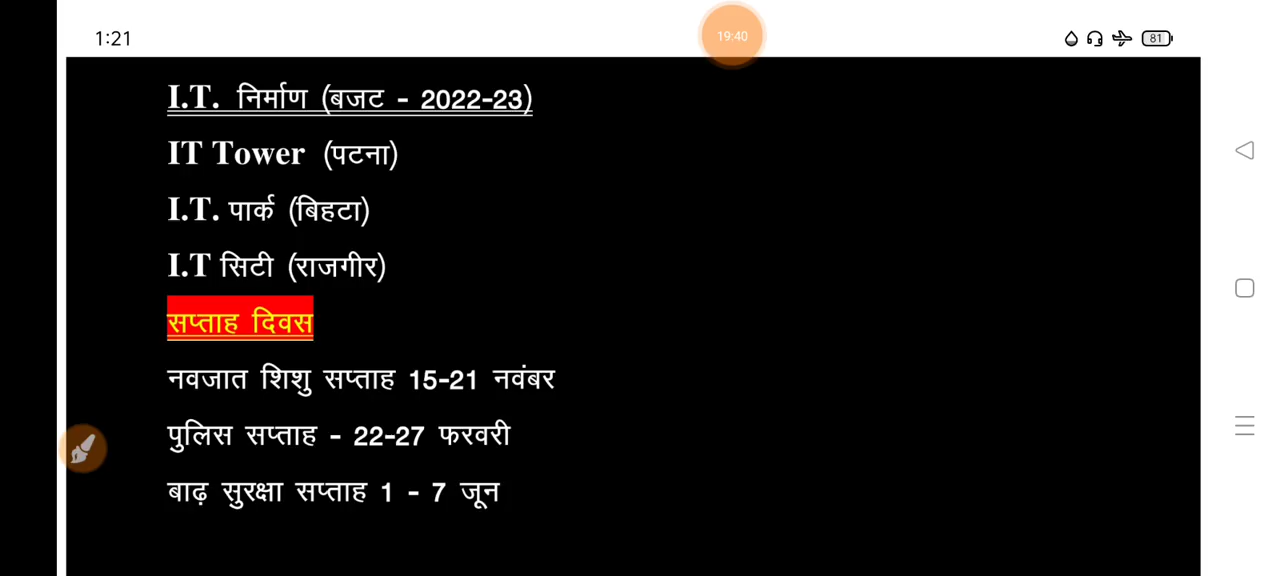 1:21
19:40
81
I.T. निर्माण (बजट - 2022-23)
IT Tower (पटना)
I.T. पार्क (बिहटा)
I.T सिटी (राजगीर)
सप्ताह दिवस
नवजात शिशु सप्ताह 15-21 नवंबर
पुलिस सप्ताह - 22-27 फरवरी
बाढ़ सुरक्षा सप्ताह 1 - 7 जून